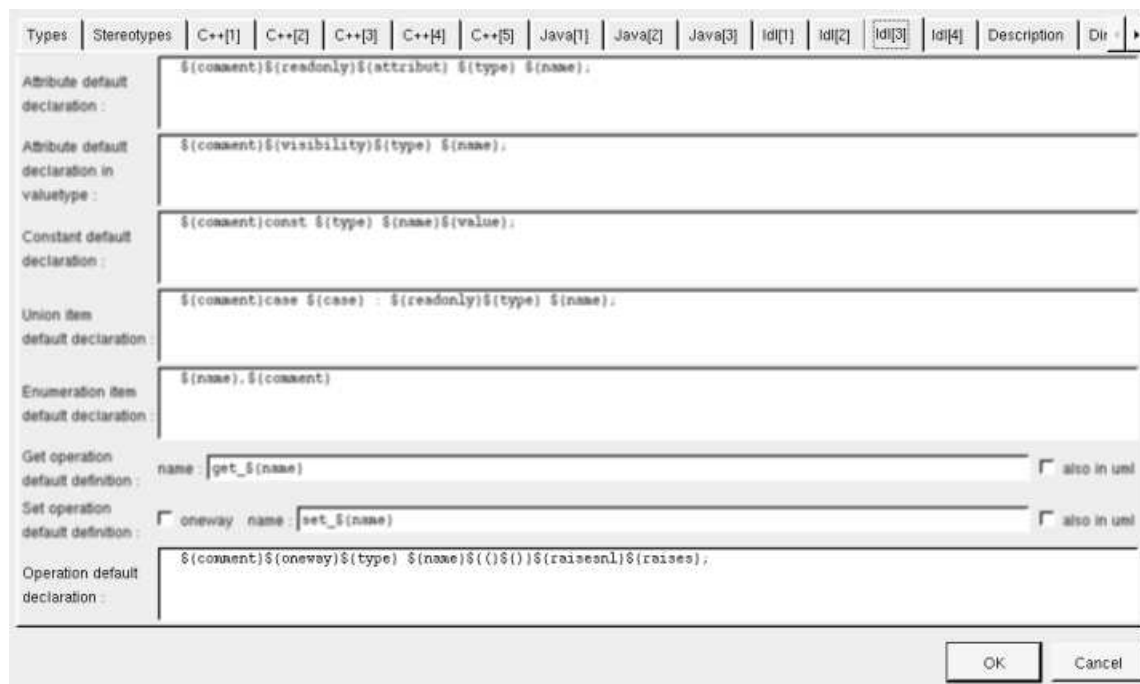 Types Stereotypes C++[1] C++[2] C++[3] C++[4] C++[5] Java[1] Java[2] Java[3] Idl[1] Idl[2] Idl[3] Idl[4] Description Dir
Attribute default
declaration :
${comment}${readonly}${attribut} ${type} ${name};
Attribute default
declaration in
valuetype :
${comment}${visibility}${type} ${name};
Constant default
declaration :
${comment}const ${type} ${name}${value};
Union item
default declaration :
${comment}case ${case} : ${readonly}${type} ${name};
Enumeration item
default declaration :
${name},${comment}
Get operation
default definition :
name : get_${name} also in uml
Set operation
default definition :
oneway name : set_${name} also in uml
Operation default
declaration :
${comment}${oneway}${type} ${name}${(}${)}${raisesnl}${raises};
OK Cancel